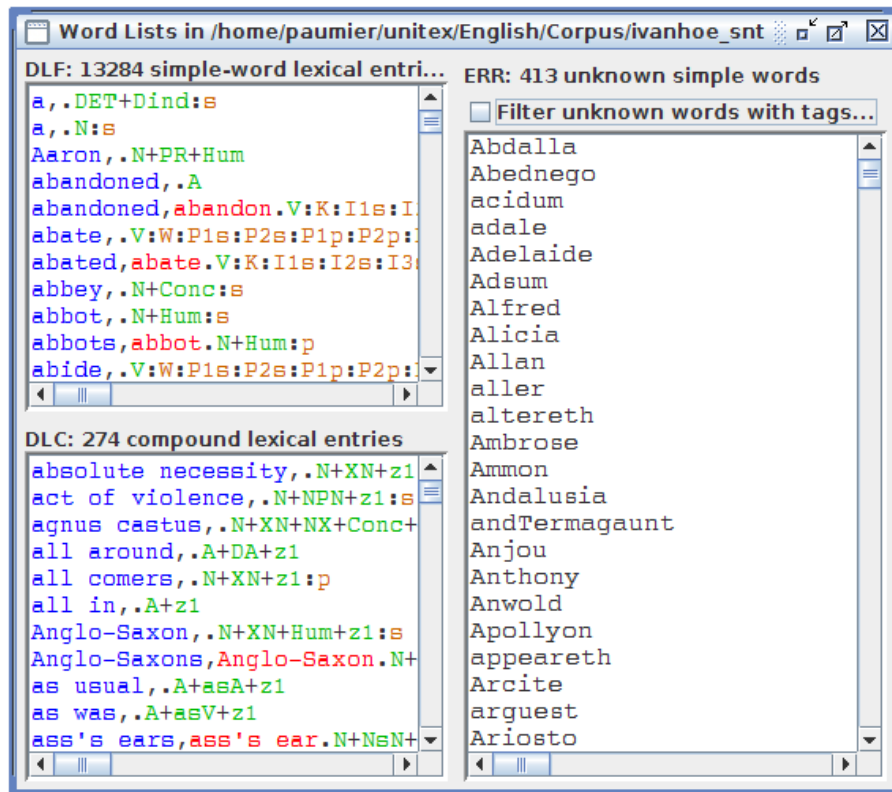 Word Lists in /home/paumier/unitex/English/Corpus/ivanhoe_snt
DLF: 13284 simple-word lexical entri...
a,.DET+Dind:s
a,.N:s
Aaron,.N+PR+Hum
abandoned,.A
abandoned,abandon.V:K:I1s:I
abate,.V:W:P1s:P2s:P1p:P2p:
abated,abate.V:K:I1s:I2s:I3s
abbey,.N+Conc:s
abbot,.N+Hum:s
abbots,abbot.N+Hum:p
abide,.V:W:P1s:P2s:P1p:P2p:
DLC: 274 compound lexical entries
absolute necessity,.N+XN+z1
act of violence,.N+NPN+z1:s
agnus castus,.N+XN+NX+Conc+
all around,.A+DA+z1
all comers,.N+XN+z1:p
all in,.A+z1
Anglo-Saxon,.N+XN+Hum+z1:s
Anglo-Saxons,Anglo-Saxon.N+
as usual,.A+asA+z1
as was,.A+asV+z1
ass's ears,ass's ear.N+NsN+
ERR: 413 unknown simple words
Filter unknown words with tags...
Abdalla
Abednego
acidum
adale
Adelaide
Adsum
Alfred
Alicia
Allan
aller
altereth
Ambrose
Ammon
Andalusia
andTermagaunt
Anjou
Anthony
Anwold
Apollyon
appeareth
Arcite
arguest
Ariosto